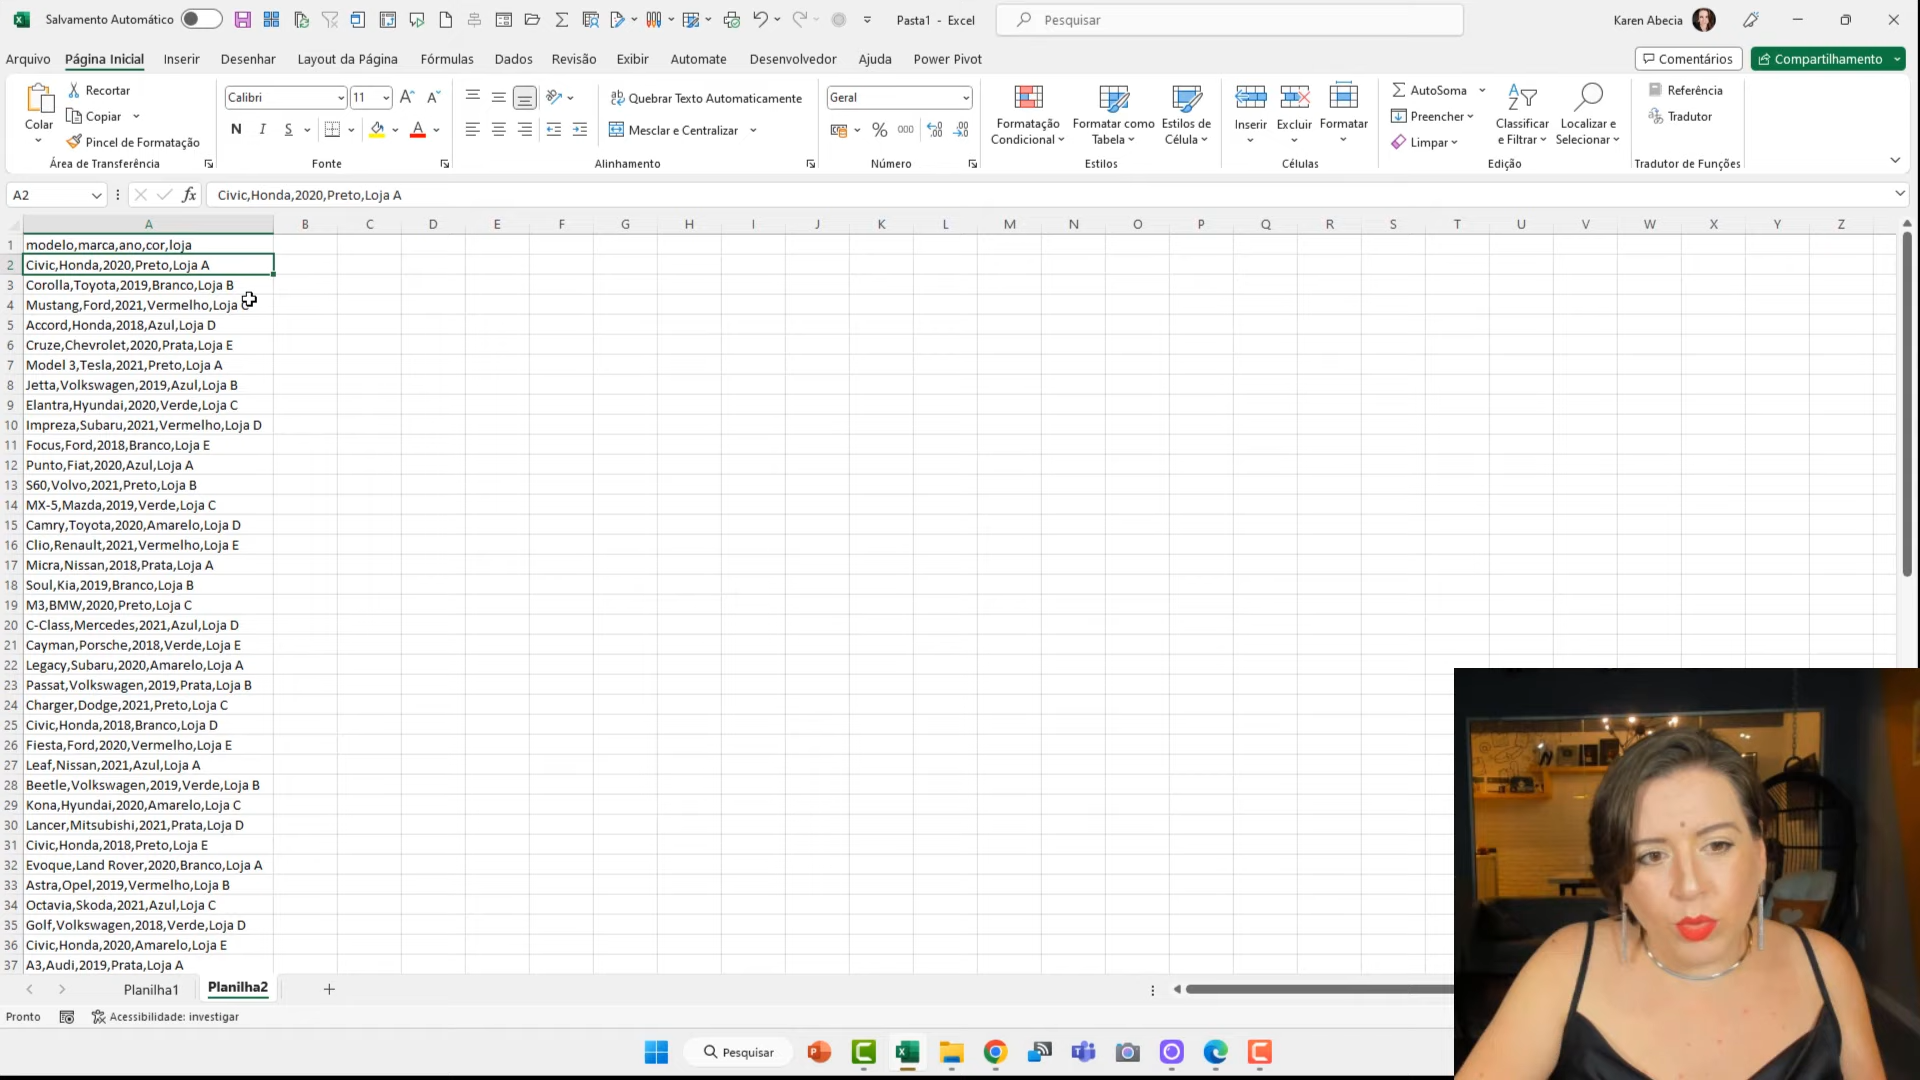 Salvamento Automático
Pasta1 - Excel
Pesquisar
Karen Abecia
Arquivo Página Inicial Inserir Desenhar Layout da Página Fórmulas Dados Revisão Exibir Automate Desenvolvedor Ajuda Power Pivot
Comentários
Compartilhamento
Colar
Recortar
Copiar
Pincel de Formatação
Área de Transferência
Calibri 11
N I S
A
Fonte
Quebrar Texto Automaticamente
Mesclar e Centralizar
Alinhamento
Geral
% 000
Número
Formatação Condicional
Formatar como Tabela
Estilos de Célula
Estilos
Inserir
Excluir
Formatar
Células
AutoSoma
Preencher
Limpar
Classificar e Filtrar
Localizar e Selecionar
Edição
Referência
Tradutor
Tradutor de Funções
A2
fx
Civic,Honda,2020,Preto,Loja A
A B C D E F G H I J K L M N O P Q R S T U V W X Y Z
1 modelo,marca,ano,cor,loja
2 Civic,Honda,2020,Preto,Loja A
3 Corolla,Toyota,2019,Branco,Loja B
4 Mustang,Ford,2021,Vermelho,Loja
5 Accord,Honda,2018,Azul,Loja D
6 Cruze,Chevrolet,2020,Prata,Loja E
7 Model 3,Tesla,2021,Preto,Loja A
8 Jetta,Volkswagen,2019,Azul,Loja B
9 Elantra,Hyundai,2020,Verde,Loja C
10 Impreza,Subaru,2021,Vermelho,Loja D
11 Focus,Ford,2018,Branco,Loja E
12 Punto,Fiat,2020,Azul,Loja A
13 S60,Volvo,2021,Preto,Loja B
14 MX-5,Mazda,2019,Verde,Loja C
15 Camry,Toyota,2020,Amarelo,Loja D
16 Clio,Renault,2021,Vermelho,Loja E
17 Micra,Nissan,2018,Prata,Loja A
18 Soul,Kia,2019,Branco,Loja B
19 M3,BMW,2020,Preto,Loja C
20 C-Class,Mercedes,2021,Azul,Loja D
21 Cayman,Porsche,2018,Verde,Loja E
22 Legacy,Subaru,2020,Amarelo,Loja A
23 Passat,Volkswagen,2019,Prata,Loja B
24 Charger,Dodge,2021,Preto,Loja C
25 Civic,Honda,2018,Branco,Loja D
26 Fiesta,Ford,2020,Vermelho,Loja E
27 Leaf,Nissan,2021,Azul,Loja A
28 Beetle,Volkswagen,2019,Verde,Loja B
29 Kona,Hyundai,2020,Amarelo,Loja C
30 Lancer,Mitsubishi,2021,Prata,Loja D
31 Civic,Honda,2018,Preto,Loja E
32 Evoque,Land Rover,2020,Branco,Loja A
33 Astra,Opel,2019,Vermelho,Loja B
34 Octavia,Skoda,2021,Azul,Loja C
35 Golf,Volkswagen,2018,Verde,Loja D
36 Civic,Honda,2020,Amarelo,Loja E
37 A3,Audi,2019,Prata,Loja A
Planilha1 Planilha2
Pronto
Acessibilidade: investigar
Pesquisar